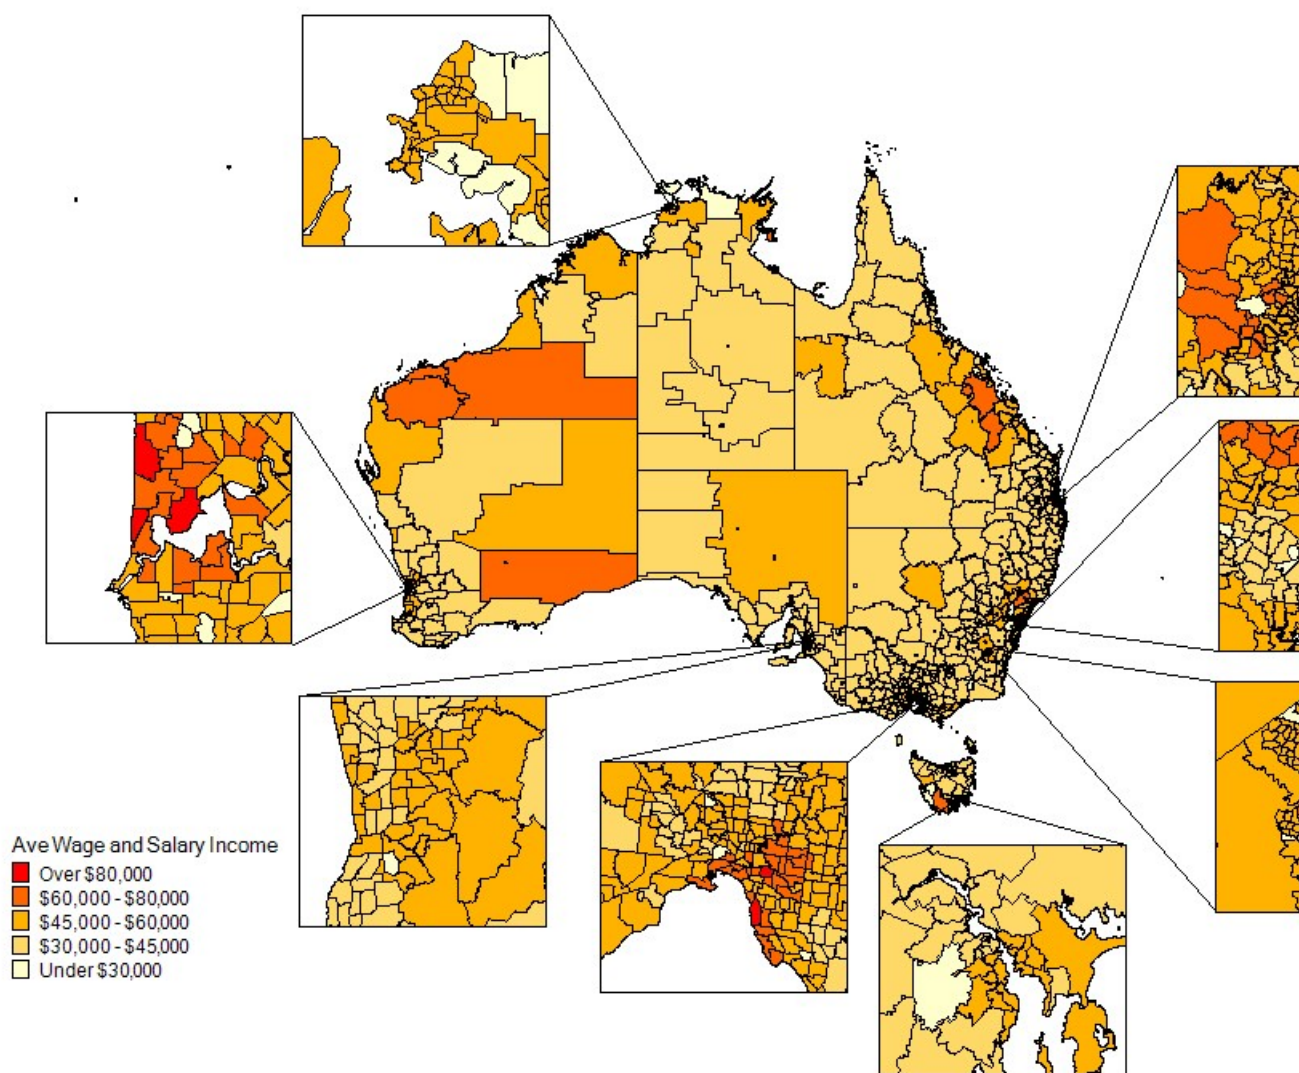 Ave Wage and Salary Income
Over $80,000
$60,000 - $80,000
$45,000 - $60,000
$30,000 - $45,000
Under $30,000